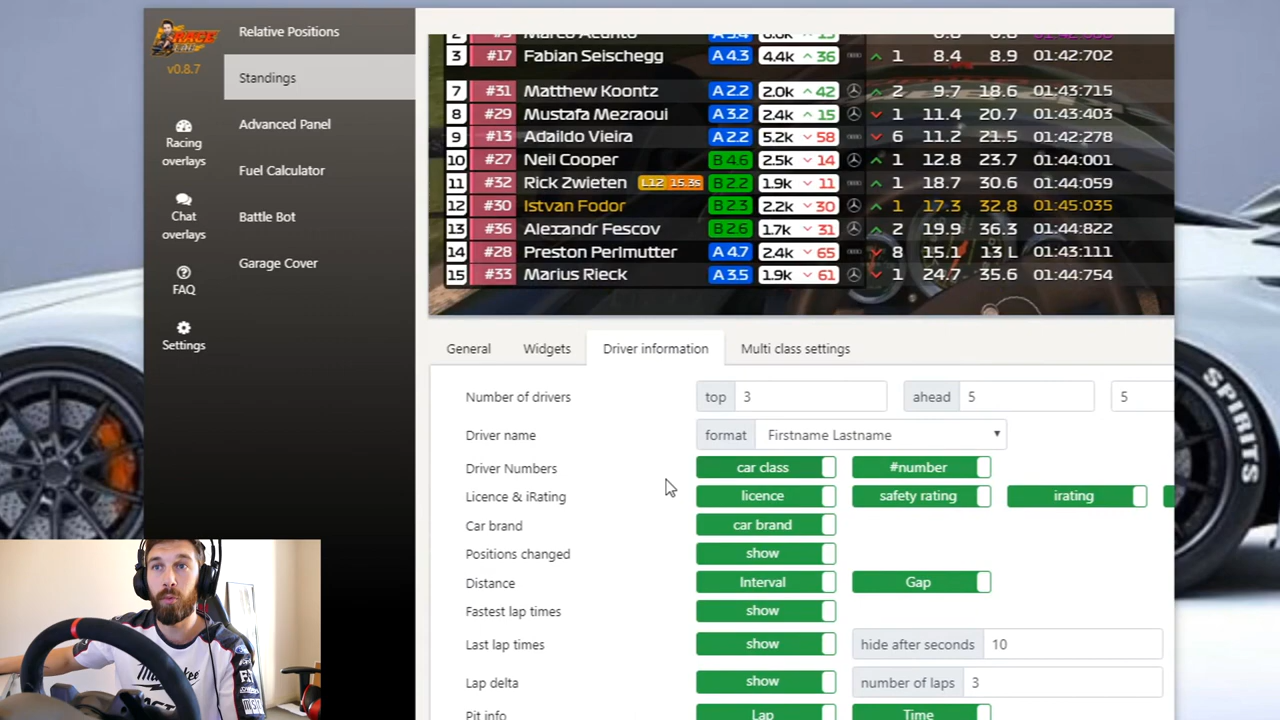 RACE
v0.8.7
Racing overlays
Chat overlays
FAQ
Settings
Relative Positions
Standings
Advanced Panel
Fuel Calculator
Battle Bot
Garage Cover
3 #17 Fabian Seischegg A 4.3 4.4k 36 1 8.4 8.9 01:42:702
7 #31 Matthew Koontz A 2.2 2.0k 42 2 9.7 18.6 01:43:715
8 #29 Mustafa Mezraoui A 3.2 2.4k 15 1 11.4 20.7 01:43:403
9 #13 Adaildo Vieira A 2.2 5.2k 58 6 11.2 21.5 01:42:278
10 #27 Neil Cooper B 4.6 2.5k 14 1 12.8 23.7 01:44:001
11 #32 Rick Zwieten L12 15.3s B 2.2 1.9k 11 1 18.7 30.6 01:44:059
12 #30 Istvan Fodor B 2.3 2.2k 30 1 17.3 32.8 01:45:035
13 #36 Alexandr Fescov B 2.6 1.7k 31 2 19.9 36.3 01:44:822
14 #28 Preston Perlmutter A 4.7 2.4k 65 8 15.1 13 L 01:43:111
15 #33 Marius Rieck A 3.5 1.9k 61 1 24.7 35.6 01:44:754
General Widgets Driver information Multi class settings
Number of drivers top 3 ahead 5 5
Driver name format Firstname Lastname
Driver Numbers car class #number
Licence & iRating licence safety rating irating
Car brand car brand
Positions changed show
Distance Interval Gap
Fastest lap times show
Last lap times show hide after seconds 10
Lap delta show number of laps 3
Pit info Lap Time
SPIRITS